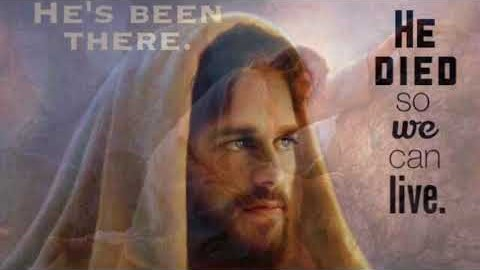 He's been
there.
He
DIED
so
we
can
live.